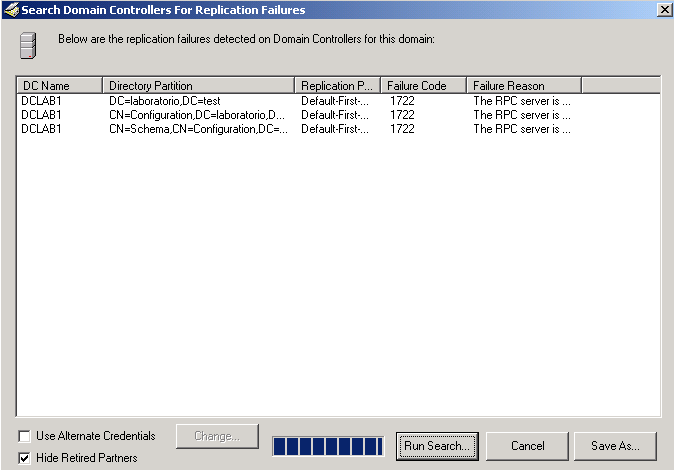 Search Domain Controllers For Replication Failures
Below are the replication failures detected on Domain Controllers for this domain:
DC Name Directory Partition Replication P... Failure Code Failure Reason
DCLAB1 DC=laboratorio,DC=test Default-First-... 1722 The RPC server is ...
DCLAB1 CN=Configuration,DC=laboratorio,D... Default-First-... 1722 The RPC server is ...
DCLAB1 CN=Schema,CN=Configuration,DC=... Default-First-... 1722 The RPC server is ...
Use Alternate Credentials Change...
Run Search... Cancel Save As...
Hide Retired Partners